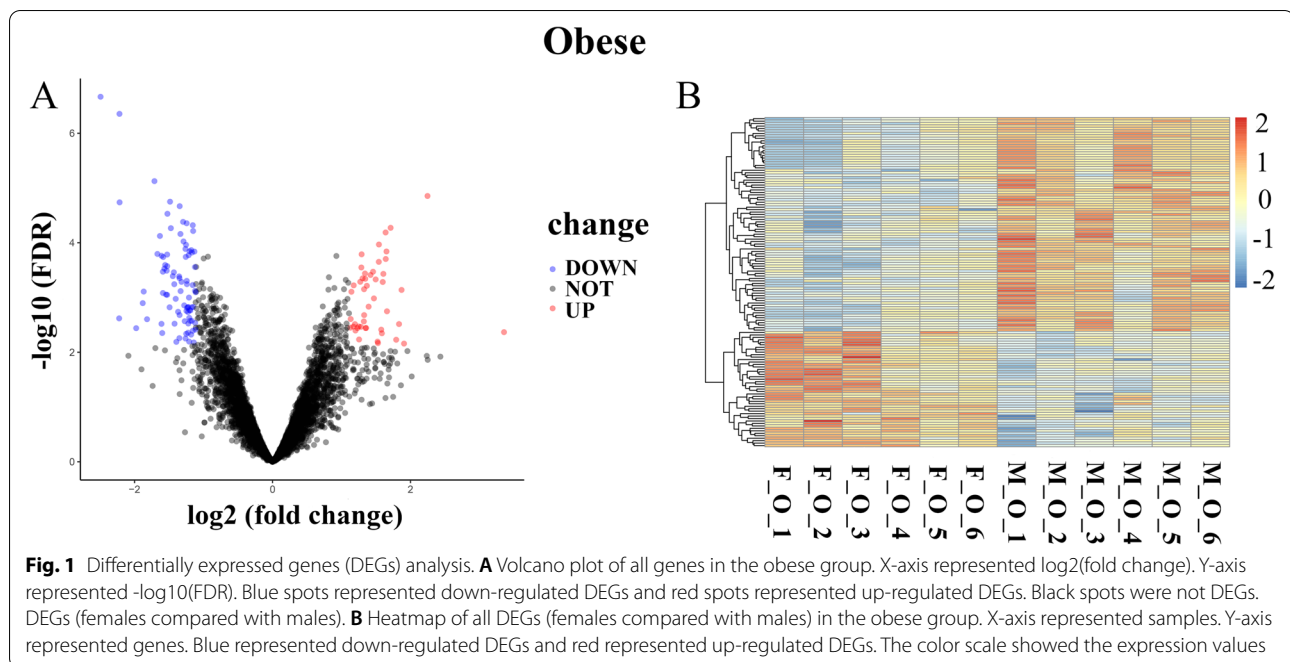 Obese
A
B
6
4
2
0
-log10 (FDR)
-2
0
2
log2 (fold change)
change
DOWN
NOT
UP
2
1
0
-1
-2
F_O_1
F_O_2
F_O_3
F_O_4
F_O_5
F_O_6
M_O_1
M_O_2
M_O_3
M_O_4
M_O_5
M_O_6
Fig. 1 Differentially expressed genes (DEGs) analysis. A Volcano plot of all genes in the obese group. X-axis represented log2(fold change). Y-axis
represented -log10(FDR). Blue spots represented down-regulated DEGs and red spots represented up-regulated DEGs. Black spots were not DEGs.
DEGs (females compared with males). B Heatmap of all DEGs (females compared with males) in the obese group. X-axis represented samples. Y-axis
represented genes. Blue represented down-regulated DEGs and red represented up-regulated DEGs. The color scale showed the expression values